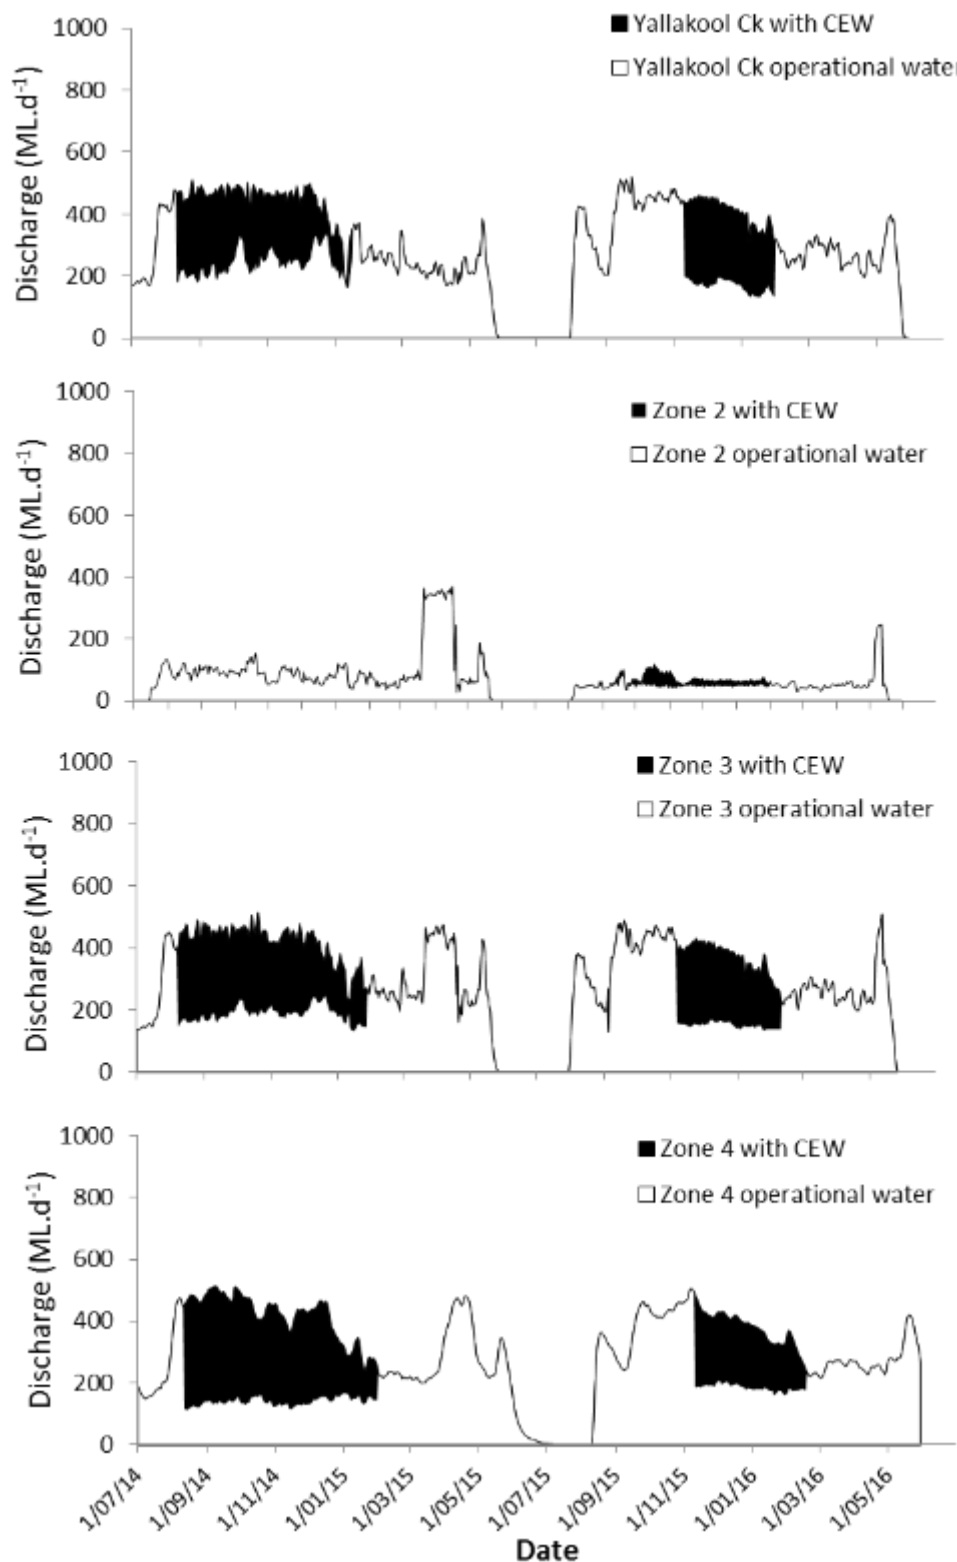 1000
800
600
400
200
0
Discharge (ML.d-1)
Yallakool Ck with CEW
Yallakool Ck operational water
1000
800
600
400
200
0
Discharge (ML.d-1)
Zone 2 with CEW
Zone 2 operational water
1000
800
600
400
200
0
Discharge (ML.d-1)
Zone 3 with CEW
Zone 3 operational water
1000
800
600
400
200
0
Discharge (ML.d-1)
Zone 4 with CEW
Zone 4 operational water
1/07/14
1/09/14
1/11/14
1/01/15
1/03/15
1/05/15
1/07/15
1/09/15
1/11/15
1/01/16
1/03/16
1/05/16
Date